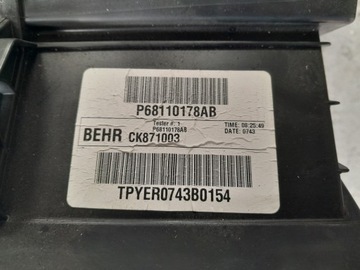 P68110178AB
Tester #: 1
P68110178AB
TIME: 08:25:49
DATE: 0743
BEHR CK871003
TPYER0743B0154